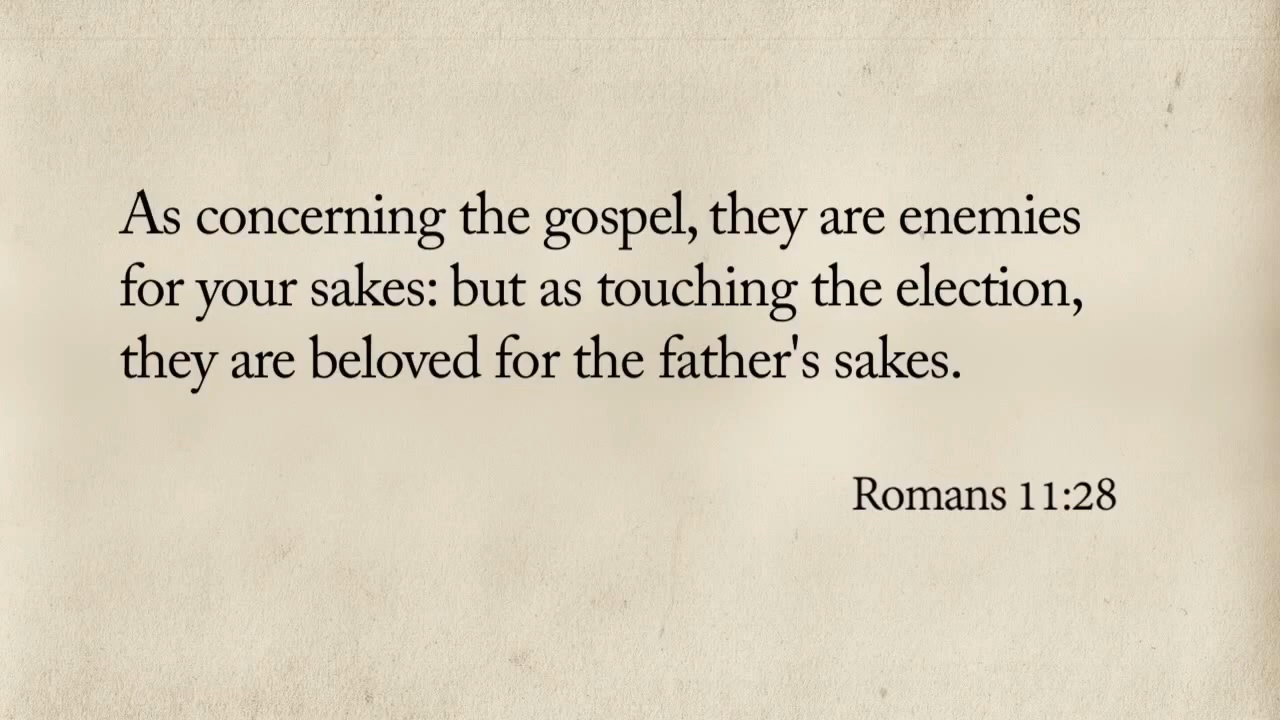 As concerning the gospel, they are enemies
for your sakes: but as touching the election,
they are beloved for the father's sakes.
Romans 11:28